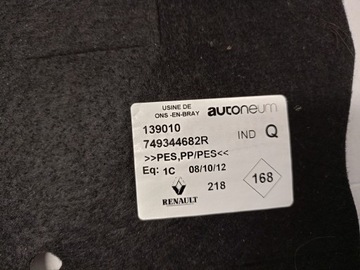 USINE DE
ONS -EN-BRAY
autoneum
139010
749344682R
IND Q
>>PES,PP/PES<<
Eq: 1C 08/10/12
RENAULT
218
168